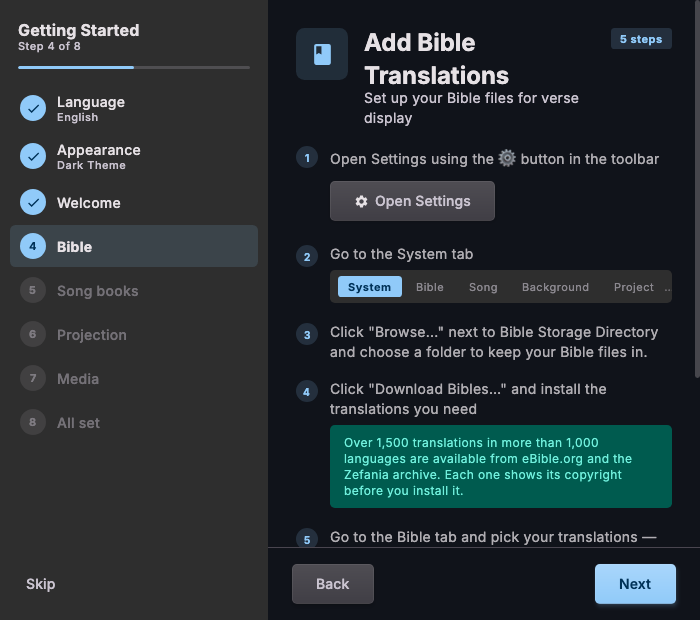 Getting Started
Step 4 of 8
Language
English
Appearance
Dark Theme
Welcome
4 Bible
5 Song books
6 Projection
7 Media
8 All set
Skip
Add Bible
Translations
5 steps
Set up your Bible files for verse
display
1 Open Settings using the ⚙ button in the toolbar
Open Settings
2 Go to the System tab
System Bible Song Background Project ..
3 Click "Browse..." next to Bible Storage Directory
and choose a folder to keep your Bible files in.
4 Click "Download Bibles..." and install the
translations you need
Over 1,500 translations in more than 1,000
languages are available from eBible.org and the
Zefania archive. Each one shows its copyright
before you install it.
5 Go to the Bible tab and pick your translations —
Back
Next